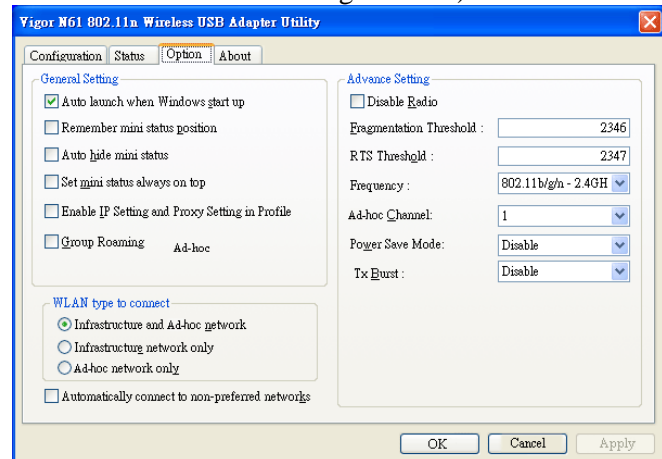 Vigor N61 802.11n Wireless USB Adapter Utility
Configuration Status Option About
General Setting
Auto launch when Windows start up
Remember mini status position
Auto hide mini status
Set mini status always on top
Enable IP Setting and Proxy Setting in Profile
Group Roaming Ad-hoc
WLAN type to connect
Infrastructure and Ad-hoc network
Infrastructure network only
Ad-hoc network only
Automatically connect to non-preferred networks
Advance Setting
Disable Radio
Fragmentation Threshold : 2346
RTS Threshold : 2347
Frequency : 802.11b/g/n - 2.4GH
Ad-hoc Channel: 1
Power Save Mode: Disable
Tx Burst : Disable
OK Cancel Apply